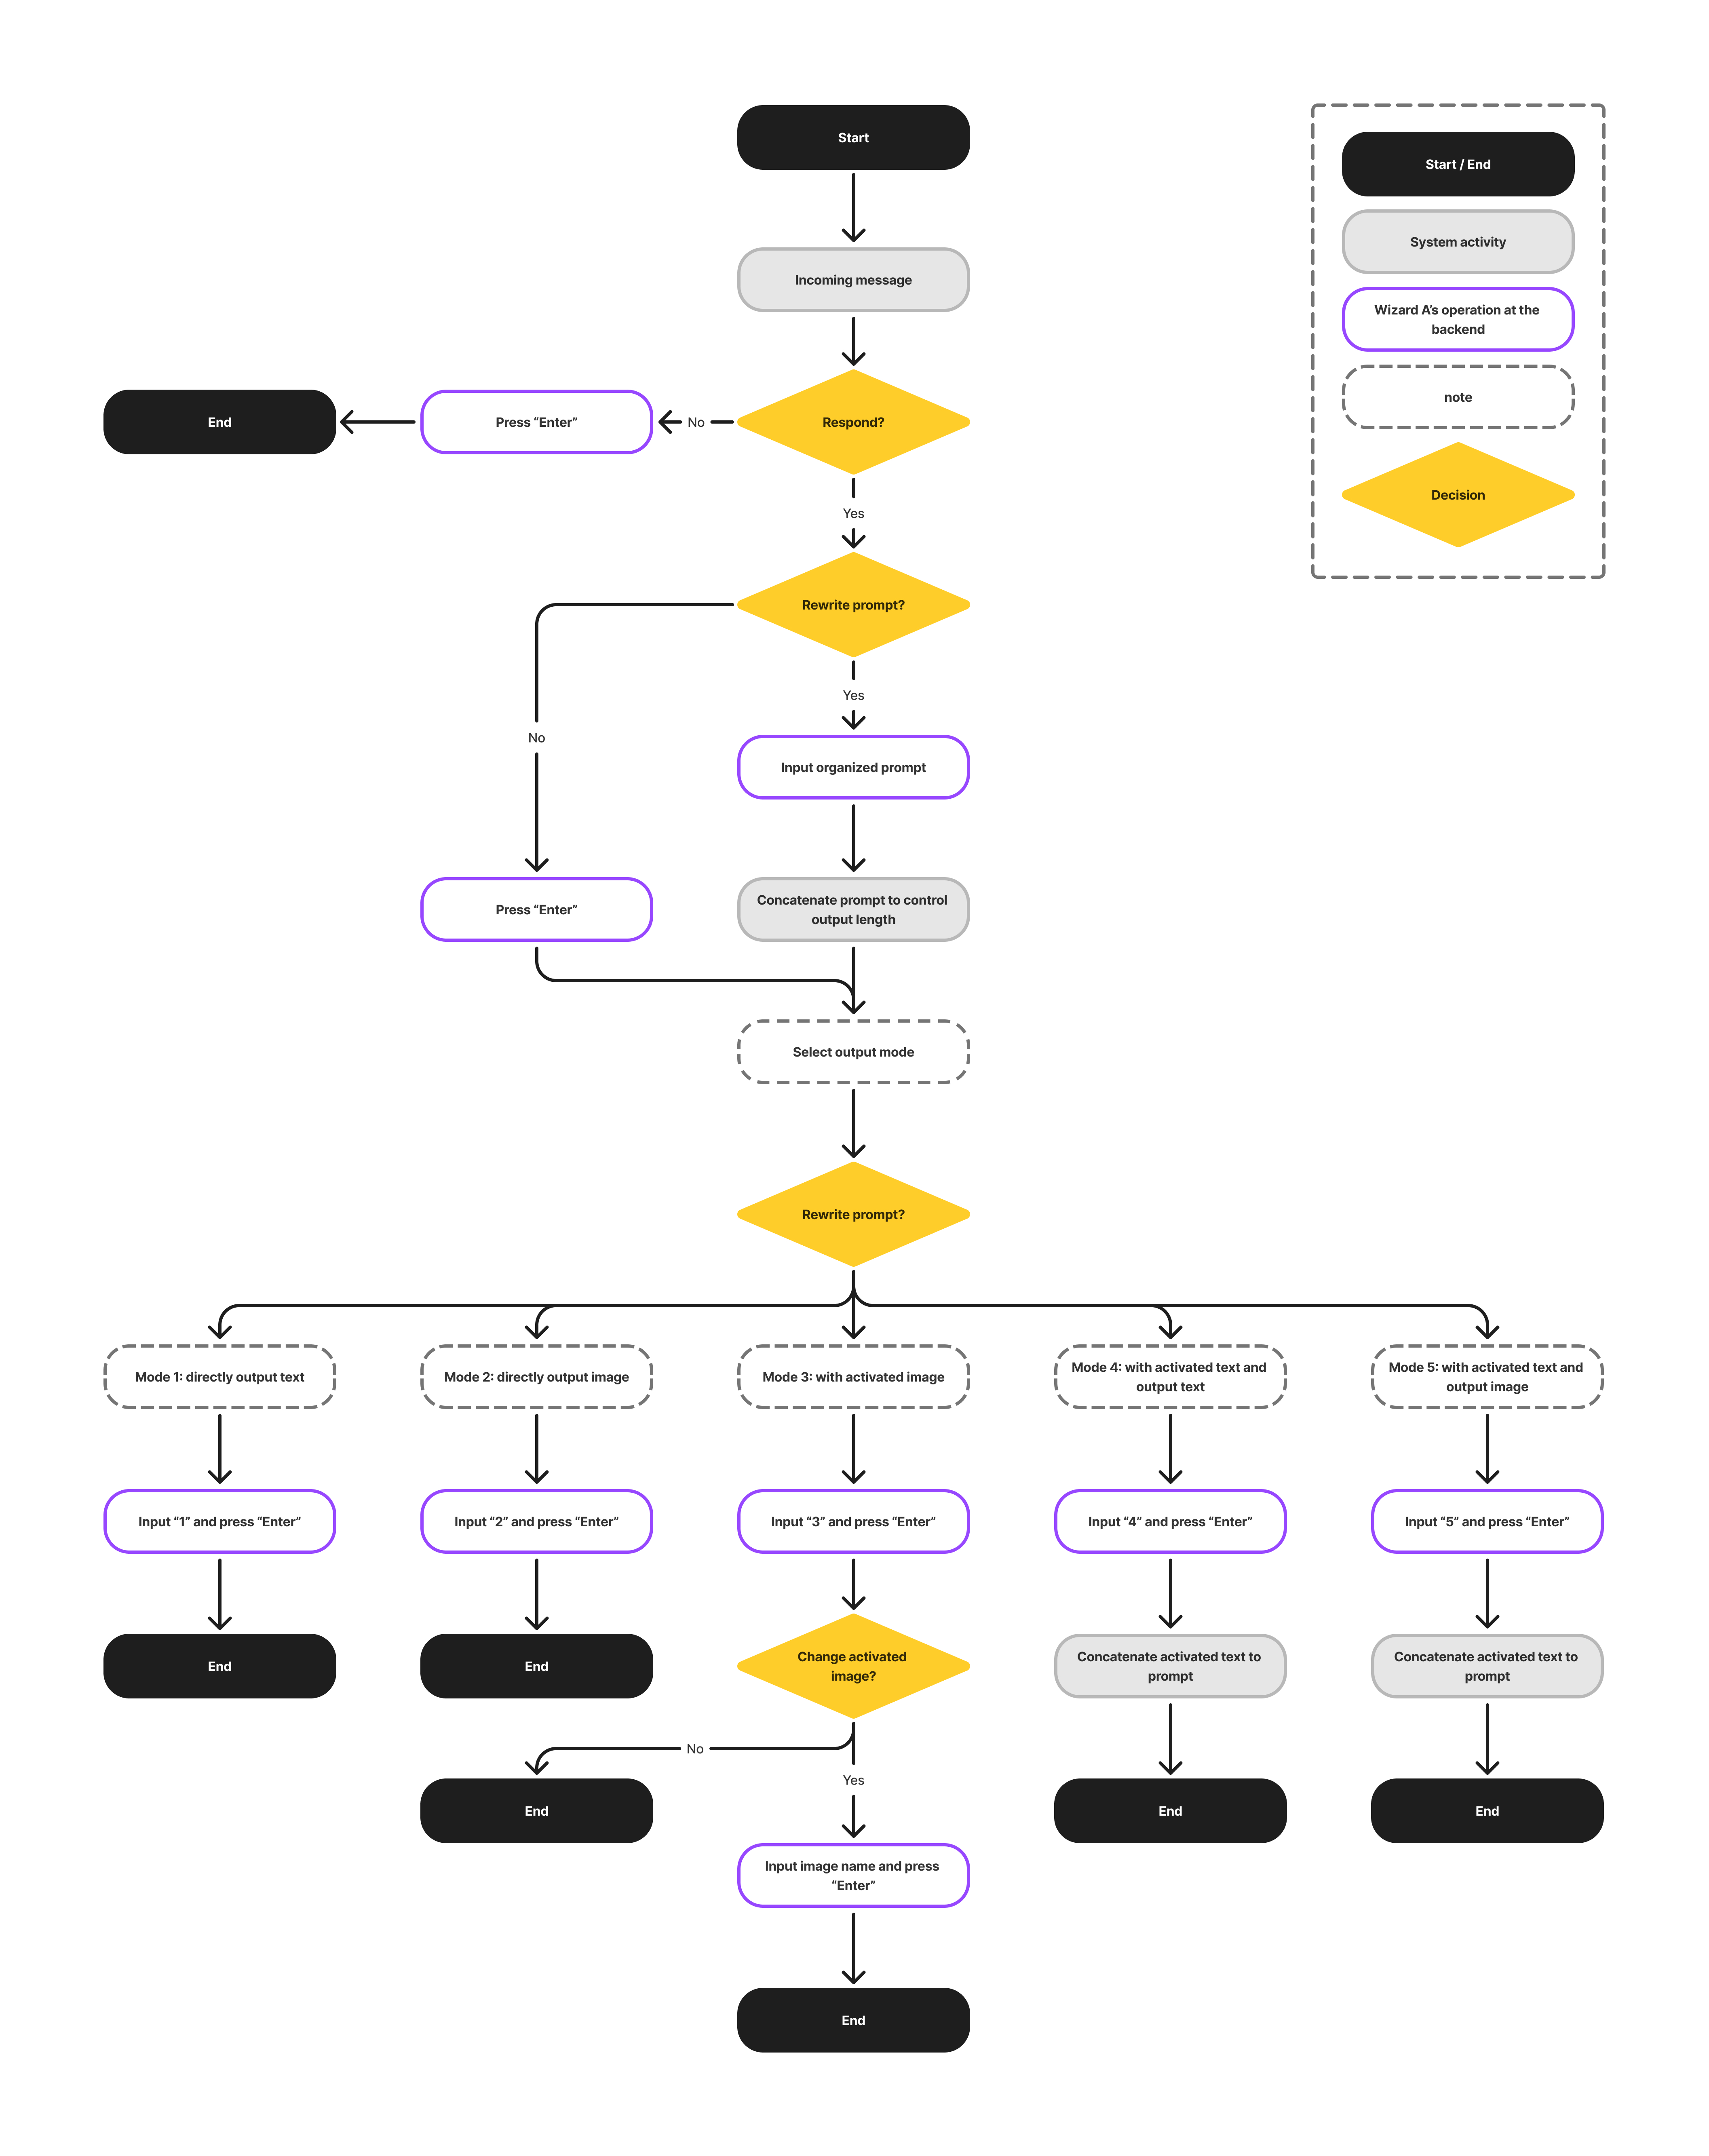 Start
Start / End
System activity
Incoming message
Wizard A’s operation at the
backend
note
End
Press “Enter”
No
Respond?
Decision
Yes
Rewrite prompt?
Yes
No
Input organized prompt
Press “Enter”
Concatenate prompt to control
output length
Select output mode
Rewrite prompt?
Mode 1: directly output text
Mode 2: directly output image
Mode 3: with activated image
Mode 4: with activated text and
output text
Mode 5: with activated text and
output image
Input “1” and press “Enter”
Input “2” and press “Enter”
Input “3” and press “Enter”
Input “4” and press “Enter”
Input “5” and press “Enter”
End
End
Change activated
image?
Concatenate activated text to
prompt
Concatenate activated text to
prompt
No
Yes
End
End
End
Input image name and press
“Enter”
End